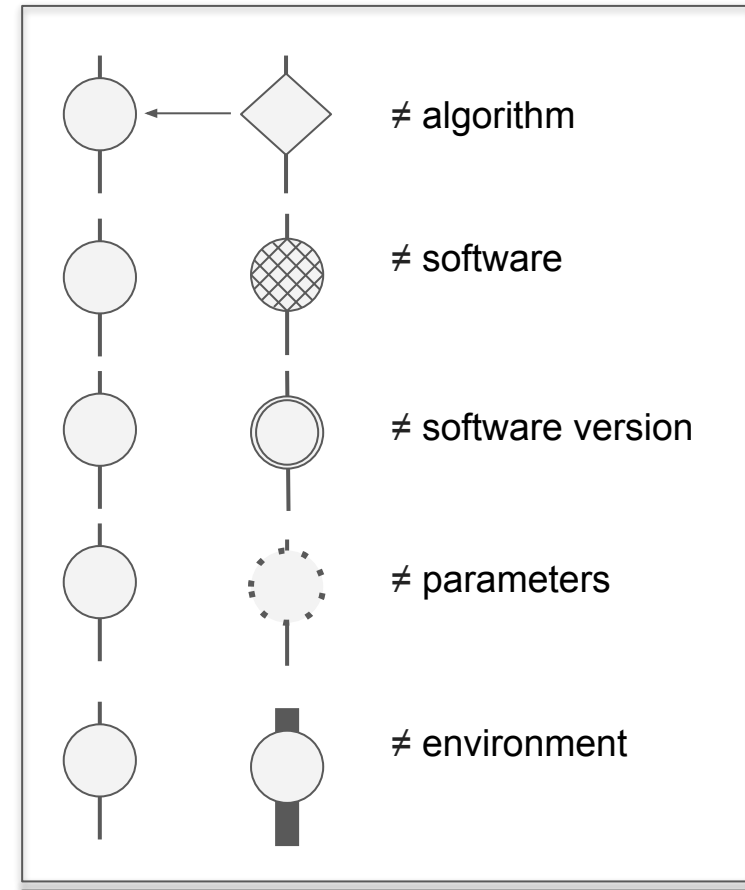 ≠ algorithm
≠ software
≠ software version
≠ parameters
≠ environment